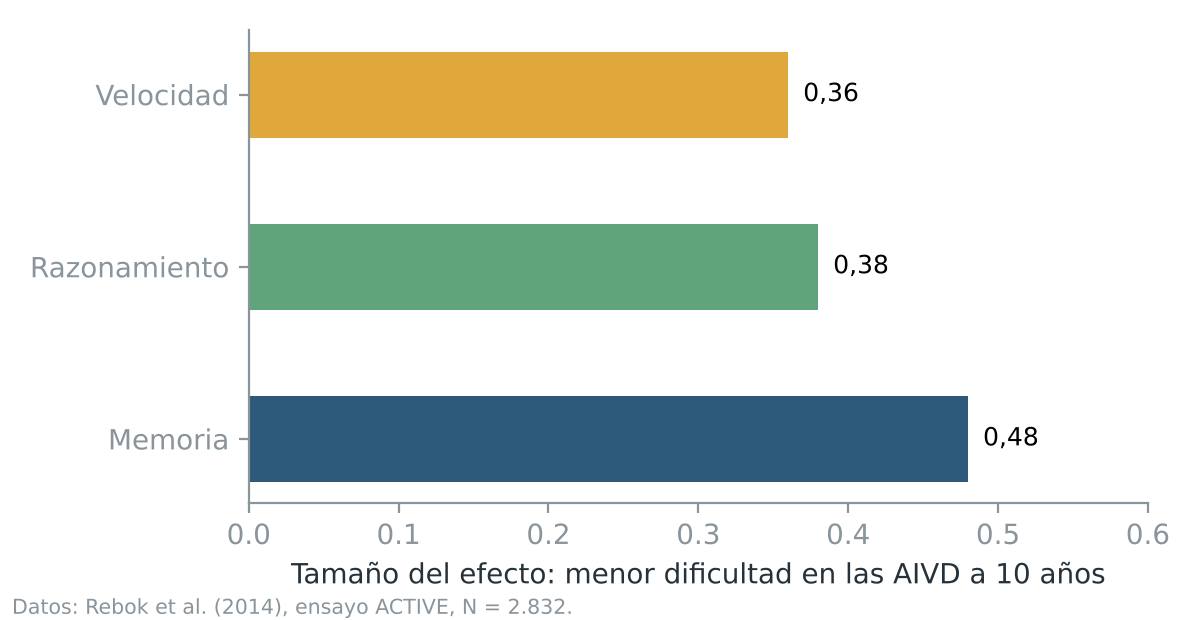 Velocidad
0,36
Razonamiento
0,38
Memoria
0,48
0.0 0.1 0.2 0.3 0.4 0.5 0.6
Tamaño del efecto: menor dificultad en las AIVD a 10 años
Datos: Rebok et al. (2014), ensayo ACTIVE, N = 2.832.